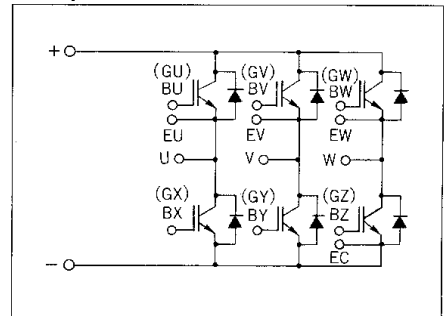 +
(GU) (GV) (GW)
BU BV BW
EU EV EW
U V W
(GX) (GY) (GZ)
BX BY BZ
EC
-